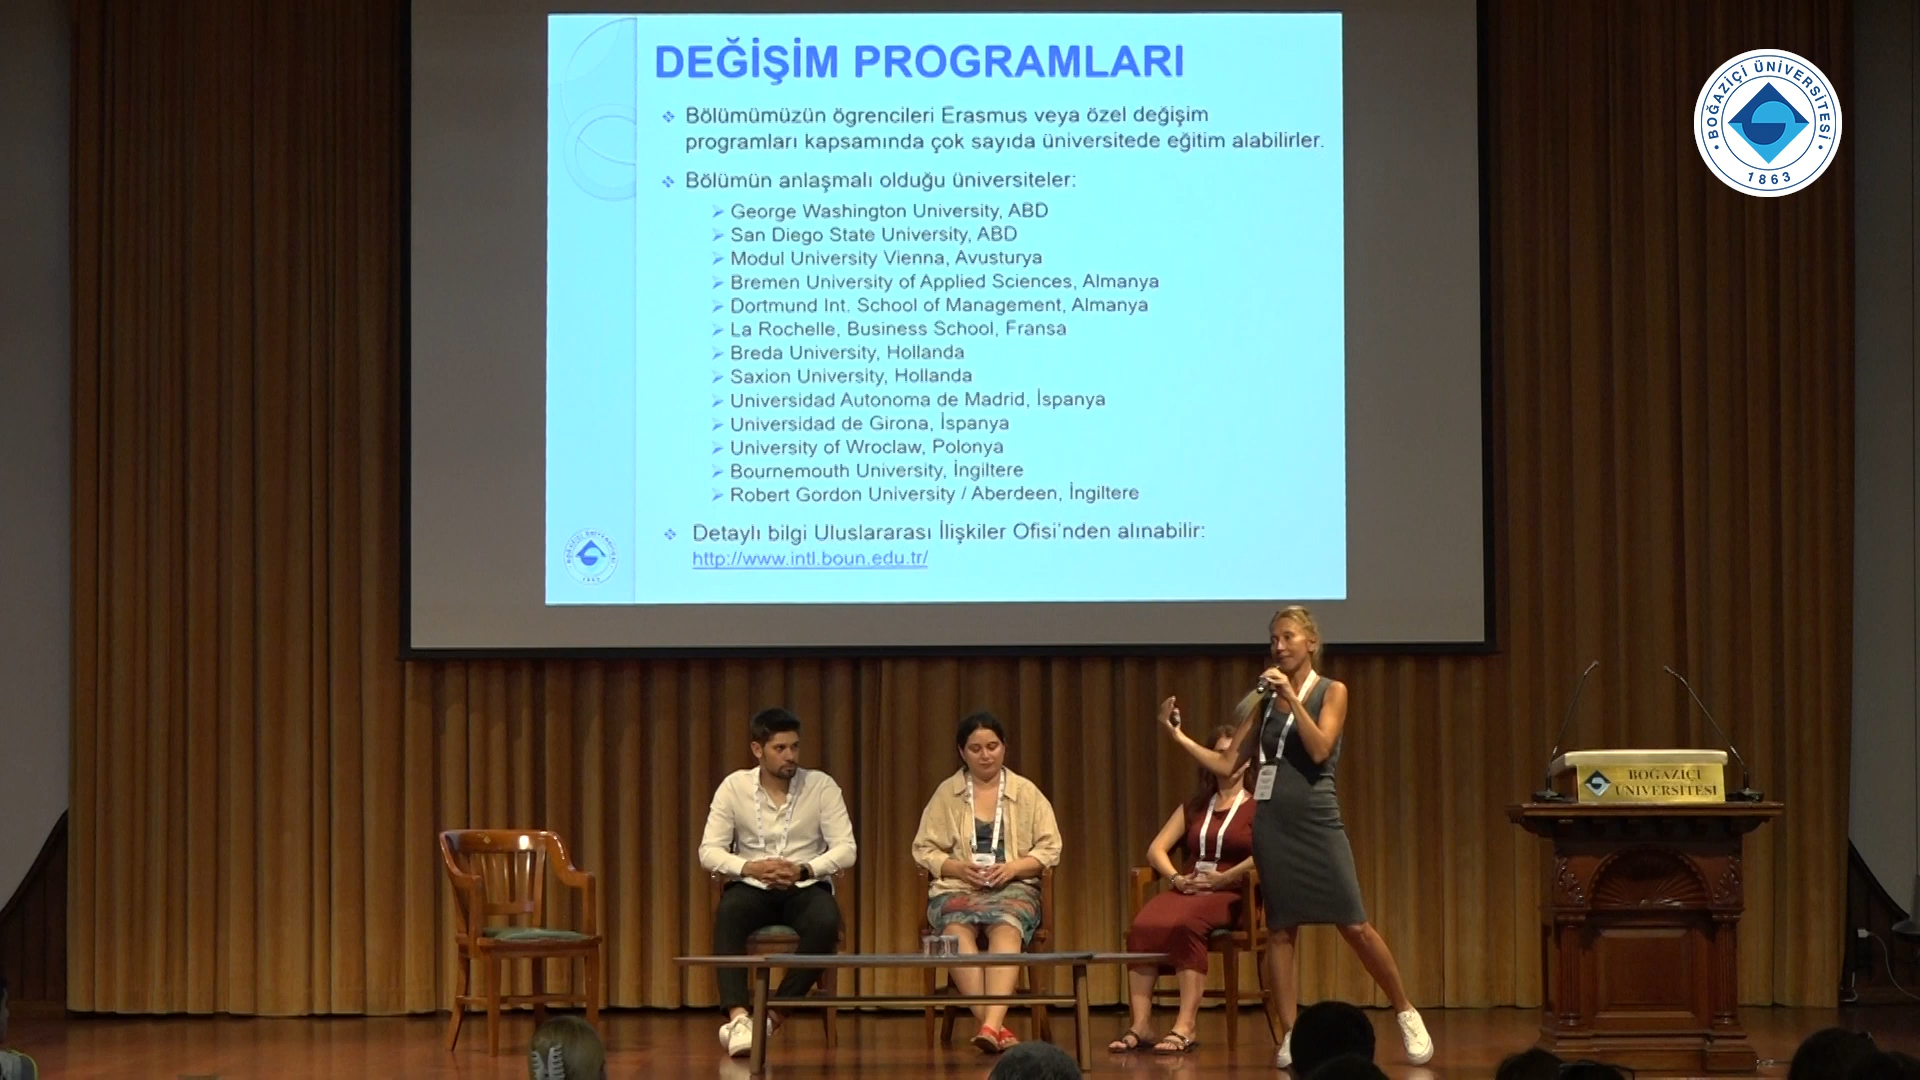 DEĞİŞİM PROGRAMLARI
Bölümümüzün ögrencileri Erasmus veya özel değişim
programları kapsamında çok sayıda üniversitede eğitim alabilirler.
Bölümün anlaşmalı olduğu üniversiteler:
George Washington University, ABD
San Diego State University, ABD
Modul University Vienna, Avusturya
Bremen University of Applied Sciences, Almanya
Dortmund Int. School of Management, Almanya
La Rochelle, Business School, Fransa
Breda University, Hollanda
Saxion University, Hollanda
Universidad Autonoma de Madrid, İspanya
Universidad de Girona, İspanya
University of Wroclaw, Polonya
Bournemouth University, İngiltere
Robert Gordon University / Aberdeen, İngiltere
Detaylı bilgi Uluslararası İlişkiler Ofisi'nden alınabilir:
http://www.intl.boun.edu.tr/
BOĞAZİÇİ ÜNİVERSİTESİ
1863
BOĞAZİÇİ
ÜNİVERSİTESİ